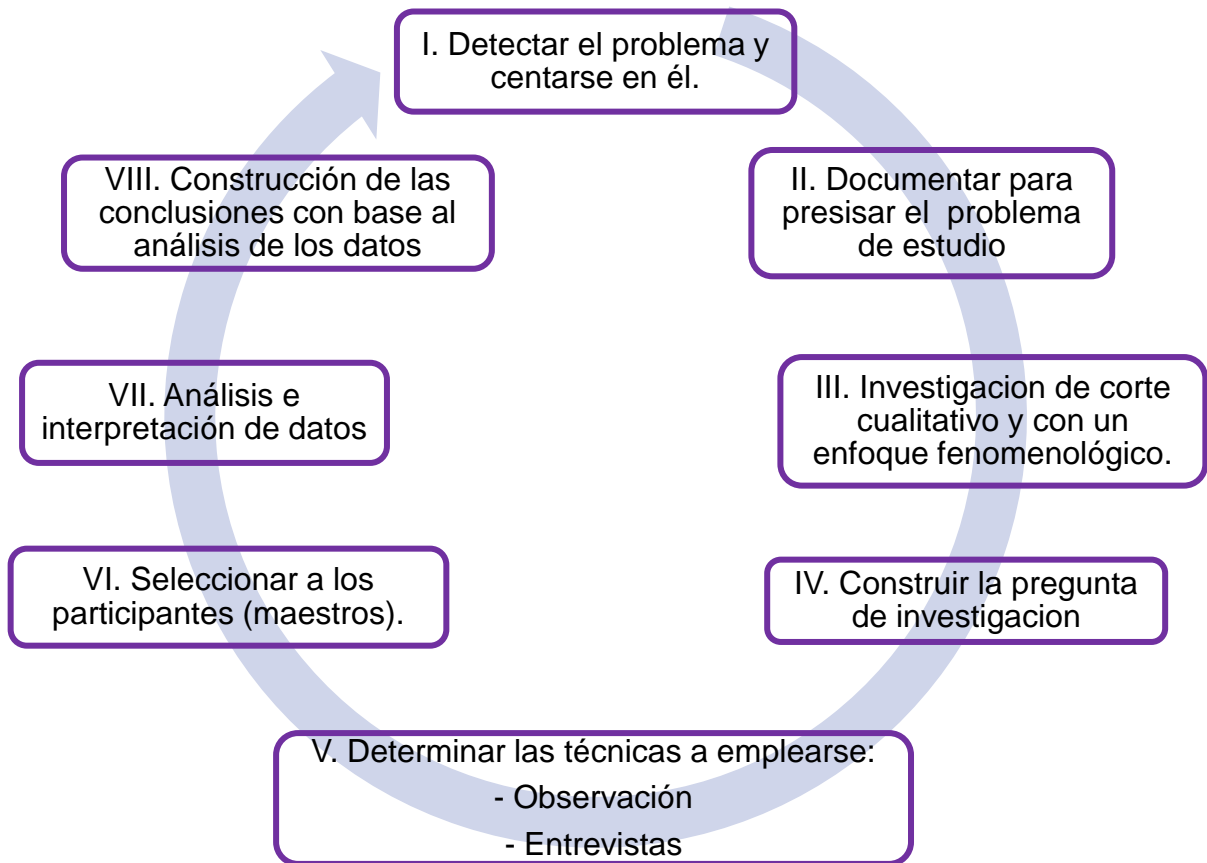 I. Detectar el problema y
centarse en él.
II. Documentar para
presisar el problema
de estudio
III. Investigacion de corte
cualitativo y con un
enfoque fenomenológico.
IV. Construir la pregunta
de investigacion
V. Determinar las técnicas a emplearse:
- Observación
- Entrevistas
VI. Seleccionar a los
participantes (maestros).
VII. Análisis e
interpretación de datos
VIII. Construcción de las
conclusiones con base al
análisis de los datos